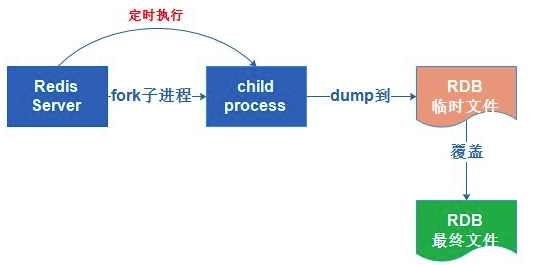 定时执行
Redis
Server
fork子进程
child
process
dump到
RDB
临时文件
覆盖
RDB
最终文件